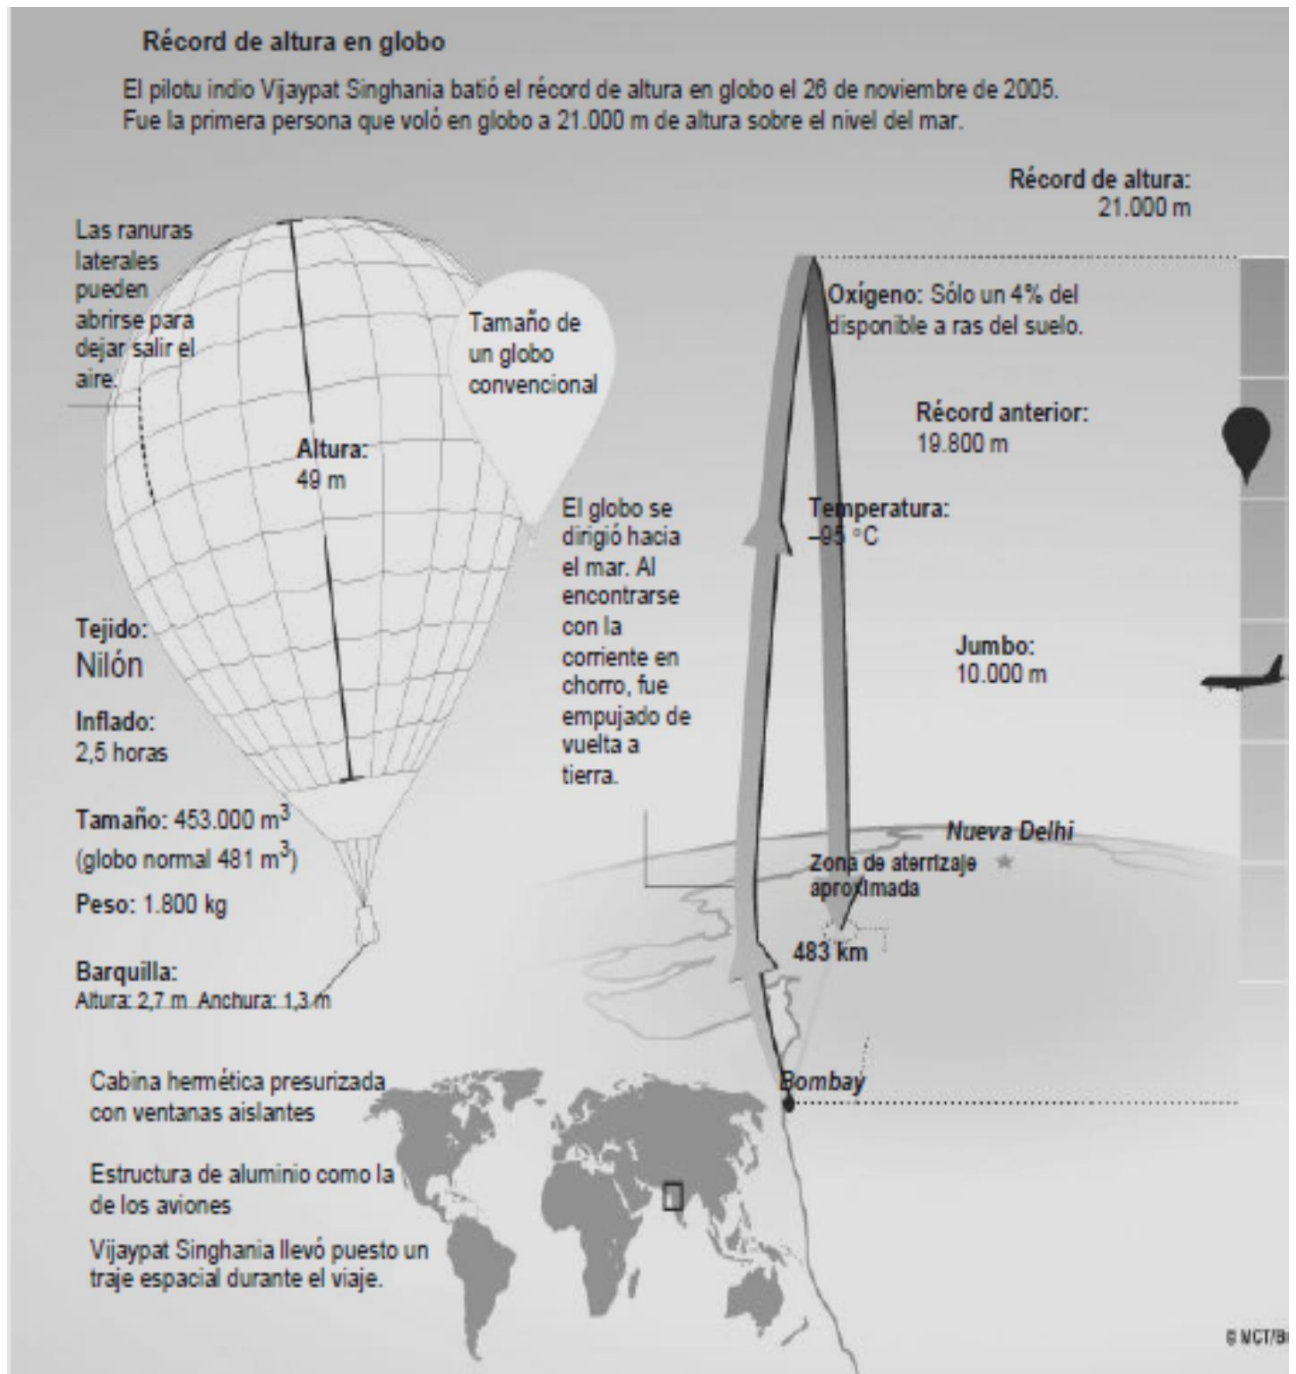 Récord de altura en globo
El pilotu indio Vijaypat Singhania batió el récord de altura en globo el 26 de noviembre de 2005.
Fue la primera persona que voló en globo a 21.000 m de altura sobre el nivel del mar.
Récord de altura:
21.000 m
Las ranuras
laterales
pueden
abrirse para
dejar salir el
aire.
Tamaño de
un globo
convencional
Oxígeno: Sólo un 4% del
disponible a ras del suelo.
Récord anterior:
19.800 m
Altura:
49 m
El globo se
dirigió hacia
el mar. Al
encontrarse
con la
corriente en
chorro, fue
empujado de
vuelta a
tierra.
Temperatura:
–95 °C
Jumbo:
10.000 m
Tejido:
Nilón
Inflado:
2,5 horas
Tamaño: 453.000 m³
(globo normal 481 m³)
Peso: 1.800 kg
Barquilla:
Altura: 2,7 m Anchura: 1,3 m
Nueva Delhi
Zona de aterrizaje
aproximada
483 km
Bombay
Cabina hermética presurizada
con ventanas aislantes
Estructura de aluminio como la
de los aviones
Vijaypat Singhania llevó puesto un
traje espacial durante el viaje.
© MCT/B